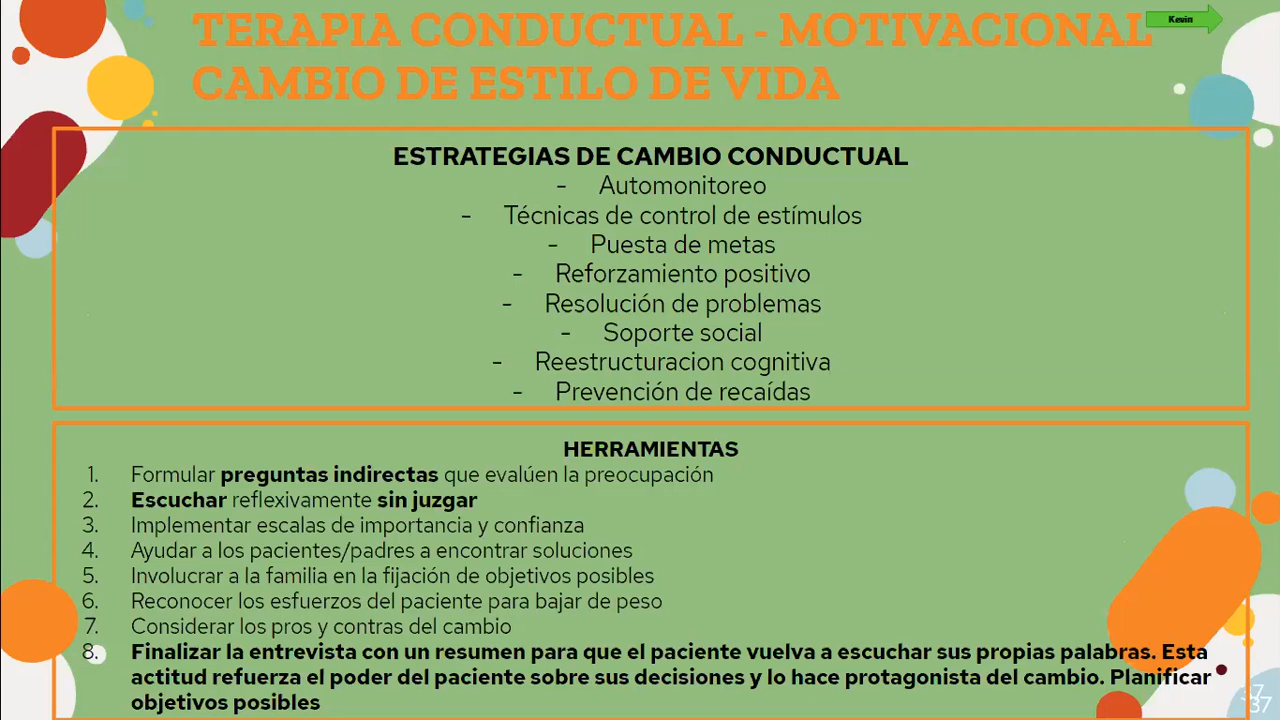 TERAPIA CONDUCTUAL - MOTIVACIONAL
Kevin
CAMBIO DE ESTILO DE VIDA
ESTRATEGIAS DE CAMBIO CONDUCTUAL
- Automonitoreo
- Técnicas de control de estímulos
- Puesta de metas
- Reforzamiento positivo
- Resolución de problemas
- Soporte social
- Reestructuracion cognitiva
- Prevención de recaídas
HERRAMIENTAS
1. Formular preguntas indirectas que evalúen la preocupación
2. Escuchar reflexivamente sin juzgar
3. Implementar escalas de importancia y confianza
4. Ayudar a los pacientes/padres a encontrar soluciones
5. Involucrar a la familia en la fijación de objetivos posibles
6. Reconocer los esfuerzos del paciente para bajar de peso
7. Considerar los pros y contras del cambio
8. Finalizar la entrevista con un resumen para que el paciente vuelva a escuchar sus propias palabras. Esta
actitud refuerza el poder del paciente sobre sus decisiones y lo hace protagonista del cambio. Planificar
objetivos posibles
37
37